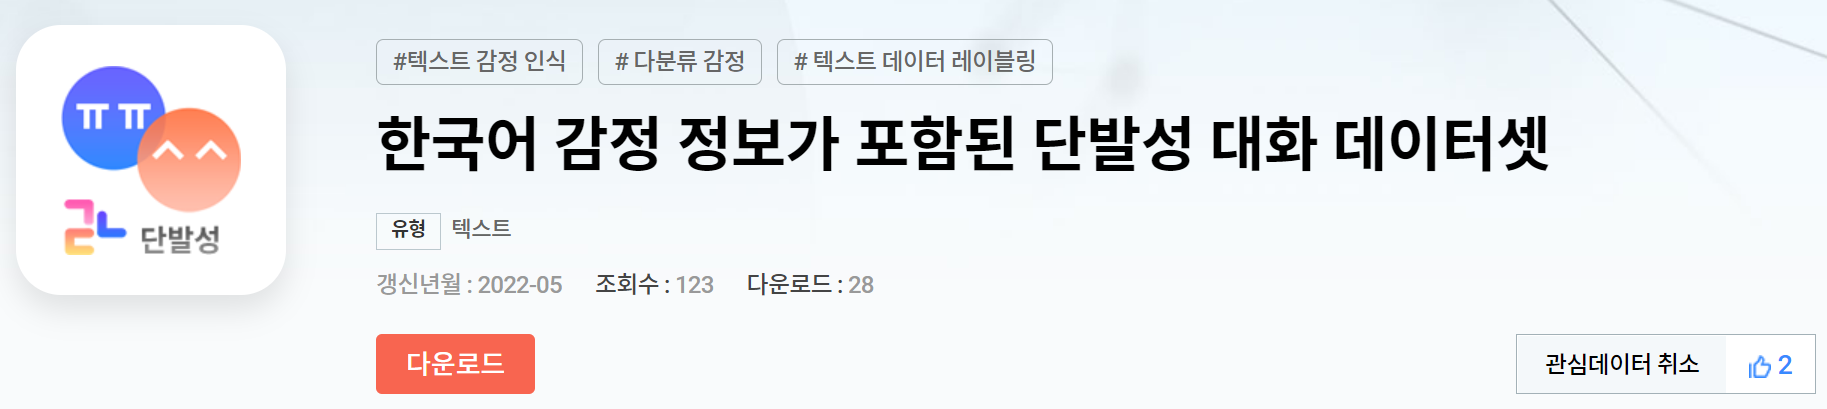 ㅠㅠ
^^
단발성
#텍스트 감정 인식 # 다분류 감정 # 텍스트 데이터 레이블링
한국어 감정 정보가 포함된 단발성 대화 데이터셋
유형 텍스트
갱신년월 : 2022-05 조회수 : 123 다운로드 : 28
다운로드
관심데이터 취소 2